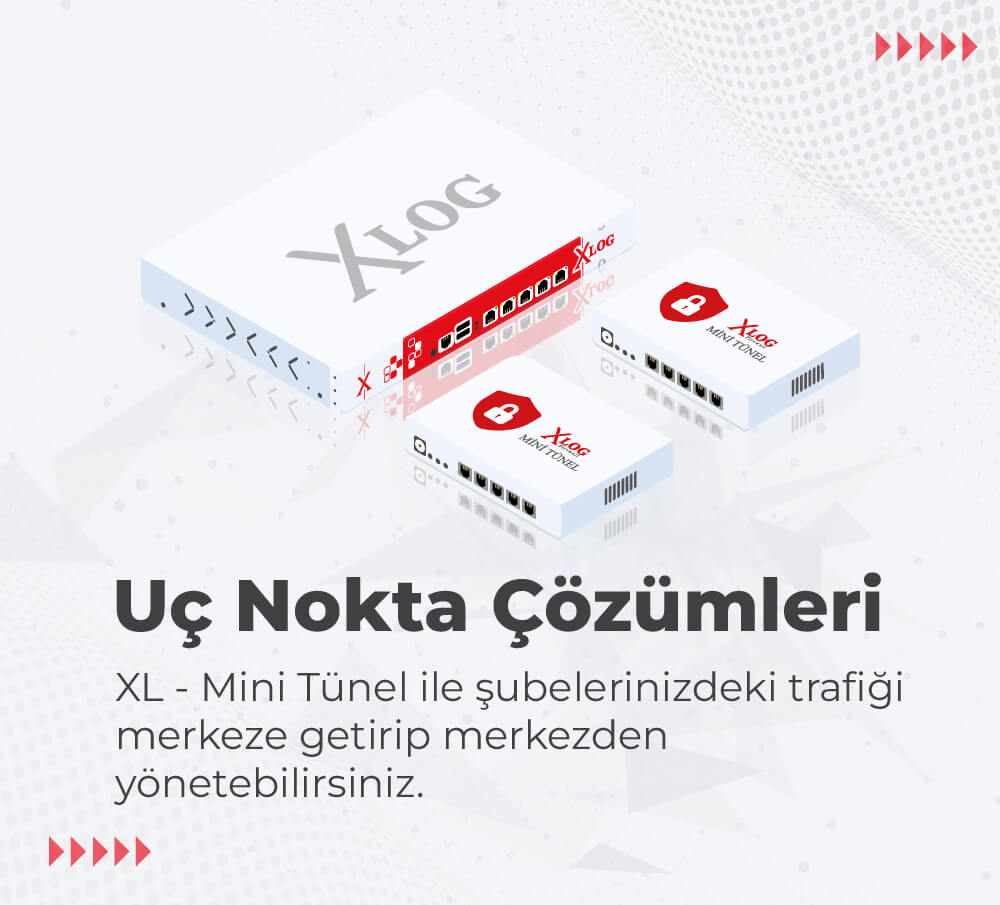 XLOG
XLOG
X
XLOG
MİNİ TÜNEL
XLOG
MİNİ TÜNEL
Uç Nokta Çözümleri
XL - Mini Tünel ile şubelerinizdeki trafiği
merkeze getirip merkezden
yönetebilirsiniz.